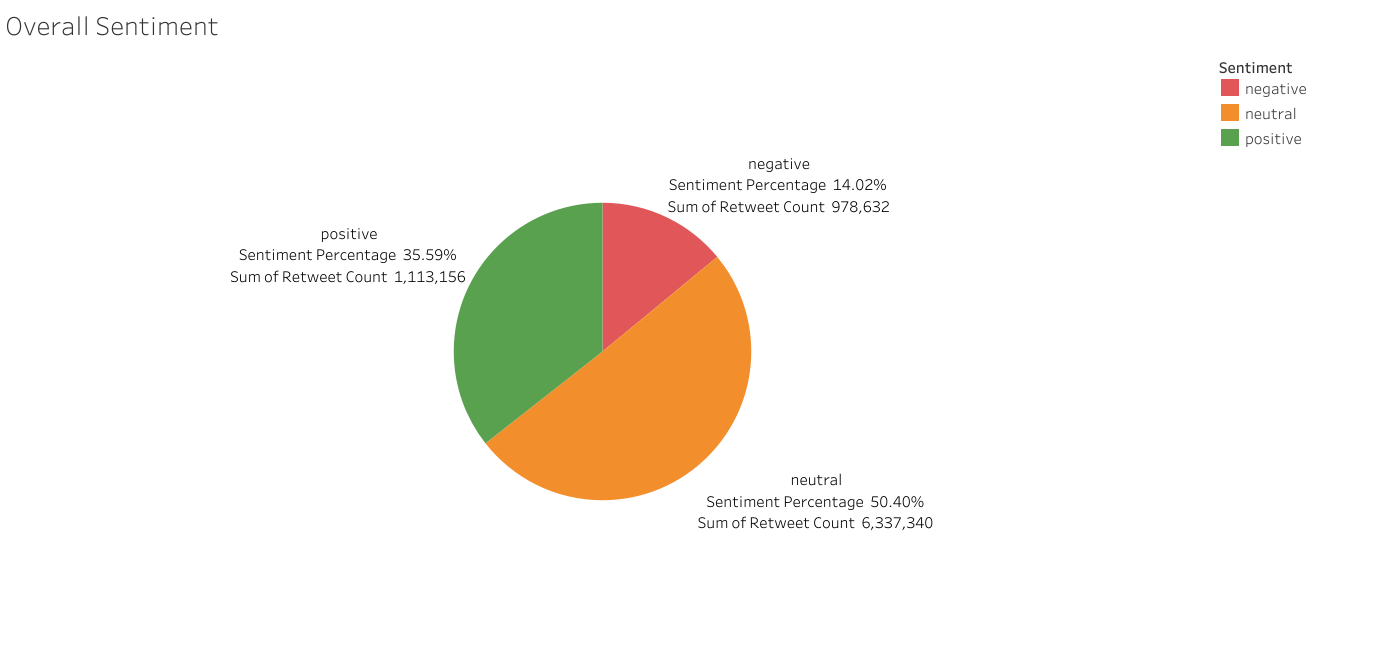 Overall Sentiment
Sentiment
negative
neutral
positive
negative
Sentiment Percentage 14.02%
Sum of Retweet Count 978,632
positive
Sentiment Percentage 35.59%
Sum of Retweet Count 1,113,156
neutral
Sentiment Percentage 50.40%
Sum of Retweet Count 6,337,340